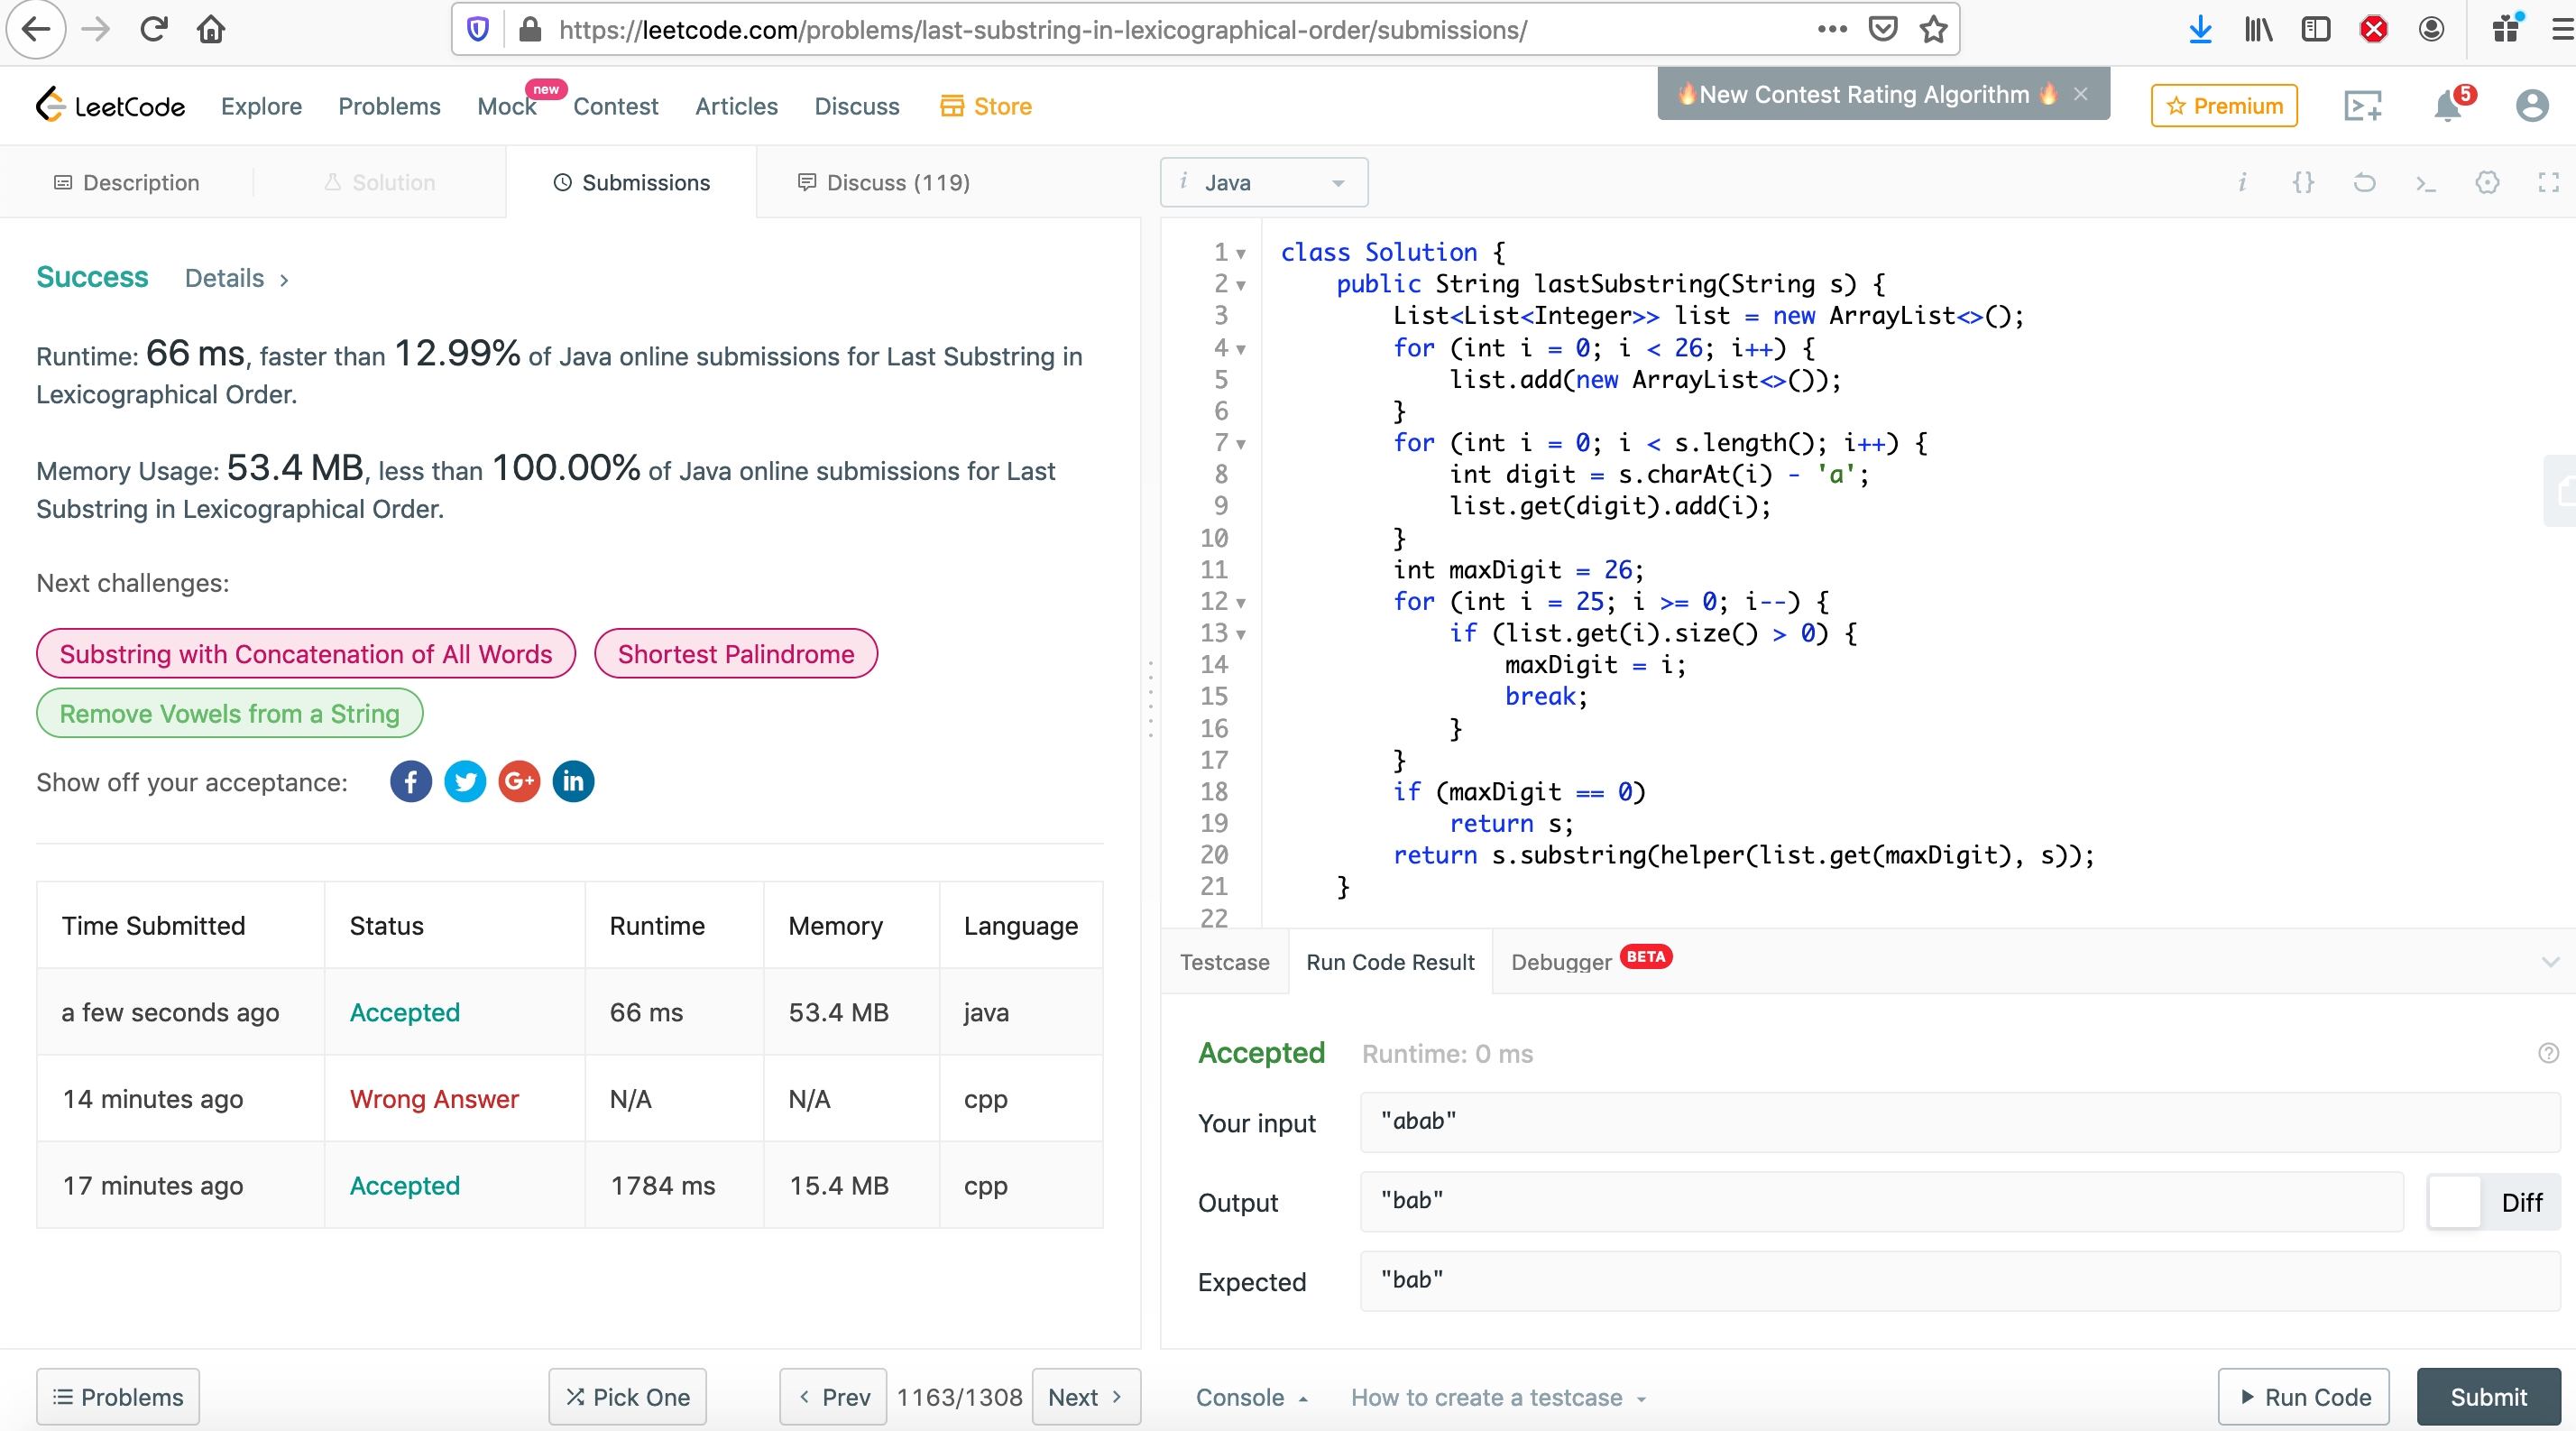 https://leetcode.com/problems/last-substring-in-lexicographical-order/submissions/
LeetCode
Explore
Problems
Mock
new
Contest
Articles
Discuss
Store
🔥New Contest Rating Algorithm 🔥 ×
Premium
5
Description
Solution
Submissions
Discuss (119)
i Java
Success Details >
Runtime: 66 ms, faster than 12.99% of Java online submissions for Last Substring in
Lexicographical Order.
Memory Usage: 53.4 MB, less than 100.00% of Java online submissions for Last
Substring in Lexicographical Order.
Next challenges:
Substring with Concatenation of All Words
Shortest Palindrome
Remove Vowels from a String
Show off your acceptance:
Time Submitted Status Runtime Memory Language
a few seconds ago Accepted 66 ms 53.4 MB java
14 minutes ago Wrong Answer N/A N/A cpp
17 minutes ago Accepted 1784 ms 15.4 MB cpp
1 class Solution {
2 public String lastSubstring(String s) {
3 List<List<Integer>> list = new ArrayList<>();
4 for (int i = 0; i < 26; i++) {
5 list.add(new ArrayList<>());
6 }
7 for (int i = 0; i < s.length(); i++) {
8 int digit = s.charAt(i) - 'a';
9 list.get(digit).add(i);
10 }
11 int maxDigit = 26;
12 for (int i = 25; i >= 0; i--) {
13 if (list.get(i).size() > 0) {
14 maxDigit = i;
15 break;
16 }
17 }
18 if (maxDigit == 0)
19 return s;
20 return s.substring(helper(list.get(maxDigit), s));
21 }
22
Testcase
Run Code Result
Debugger BETA
Accepted Runtime: 0 ms
Your input "abab"
Output "bab"
Diff
Expected "bab"
Problems
Pick One
Prev
1163/1308
Next
Console
How to create a testcase
Run Code
Submit